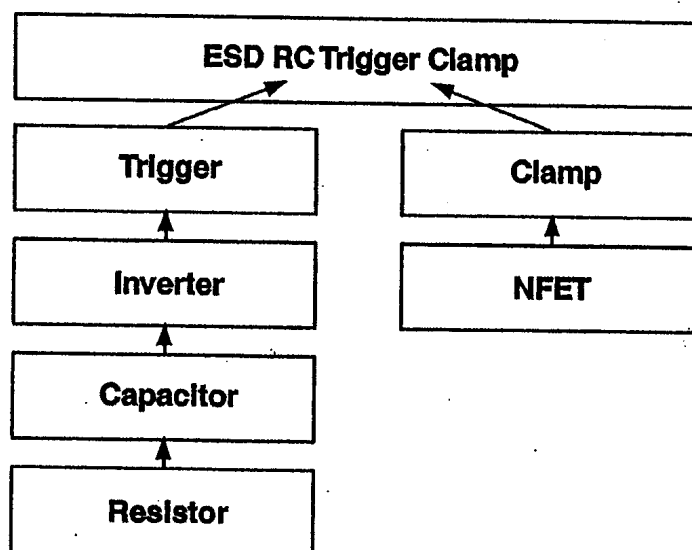 ESD RC Trigger Clamp
Trigger
Clamp
Inverter
NFET
Capacitor
Resistor